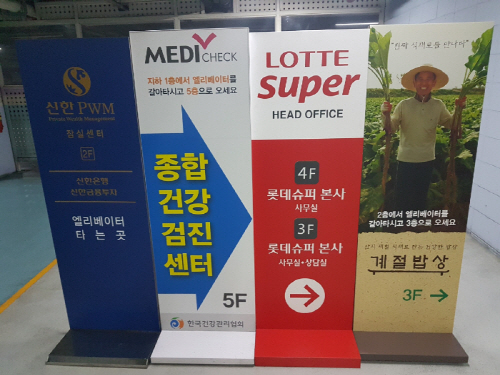 신한 PWM
Private Wealth Management
잠실센터
2F
신한은행
신한금융투자
엘리베이터
타는곳
MEDI CHECK
지하 1층에서 엘리베이터를
갈아타시고 5층으로 오세요
종합
건강
검진
센터
5F
한국건강관리협회
LOTTE
super
HEAD OFFICE
4F
롯데슈퍼 본사
사무실
3F
롯데슈퍼 본사
사무실·상담실
2층에서 엘리베이터를
갈아타시고 3층으로 오세요
계절밥상
3F